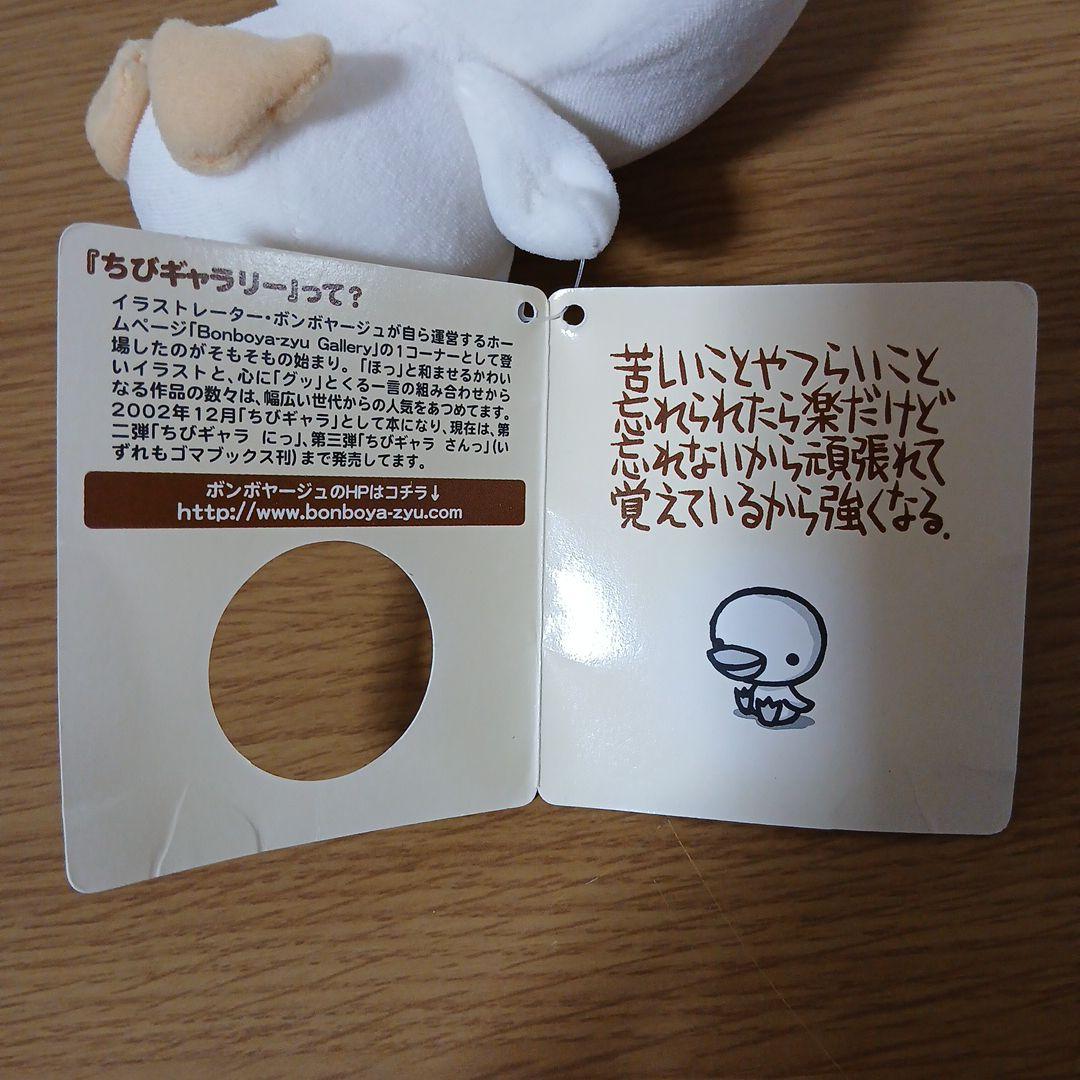 『ちびギャラリー』って?
イラストレーター・ボンボヤージュが自ら運営するホー
ムページ「Bonboya-zyu Gallery」の1コーナーとして登
場したのがそもそもの始まり。「ほっ」と和ませるかわい
いイラストと、心に「グッ」とくる一言の組み合わせから
なる作品の数々は、幅広い世代からの人気をあつめてます。
2002年12月「ちびギャラ」として本になり、現在は、第
二弾「ちびギャラ にっ」、第三弾「ちびギャラ さんっ」(い
ずれもゴマブックス刊)まで発売してます。
ボンボヤージュのHPはコチラ↓
http://www.bonboya-zyu.com
苦しいことやつらいこと
忘れられたら楽だけど
忘れないから頑張れて
覚えているから強くなる.